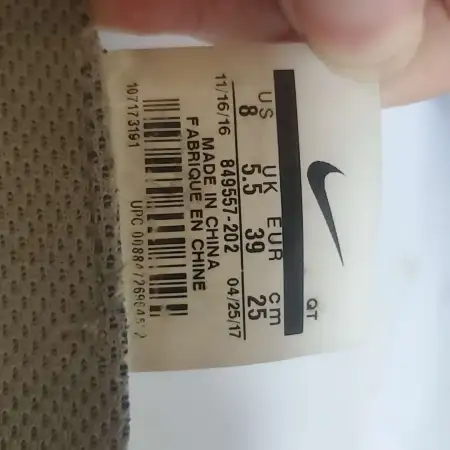 QT
US UK EUR cm
8 5.5 39 25
11/16/16 849557-202 04/25/17
MADE IN CHINA
FABRIQUE EN CHINE
UPC
107173191